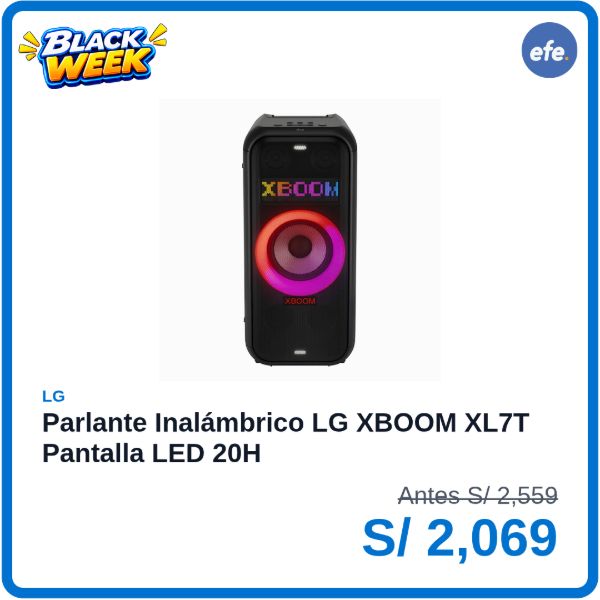 BLACK
WEEK
efe.
XBOOM
XBOOM
LG
Parlante Inalámbrico LG XBOOM XL7T
Pantalla LED 20H
Antes S/ 2,559
S/ 2,069